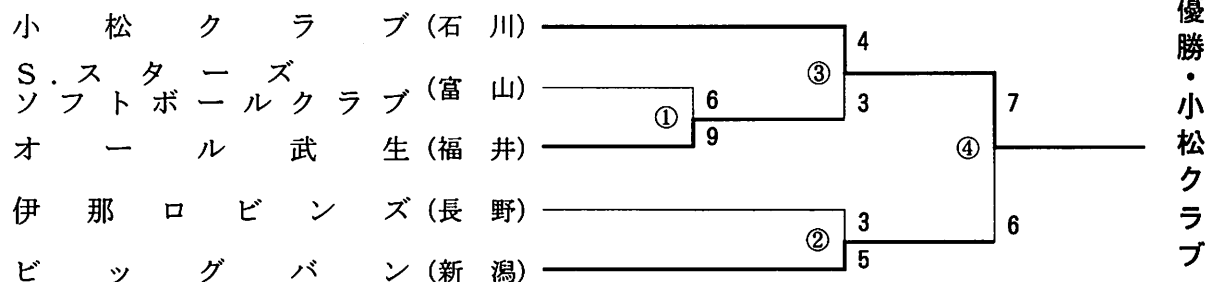 小松クラブ(石川)
S.スターズ
ソフトボールクラブ(富山)
オール武生(福井)
伊那ロビンズ(長野)
ビッグバン(新潟)
① 6
9
② 3
5
③ 4
3
④ 7
6
優勝・小松クラブ